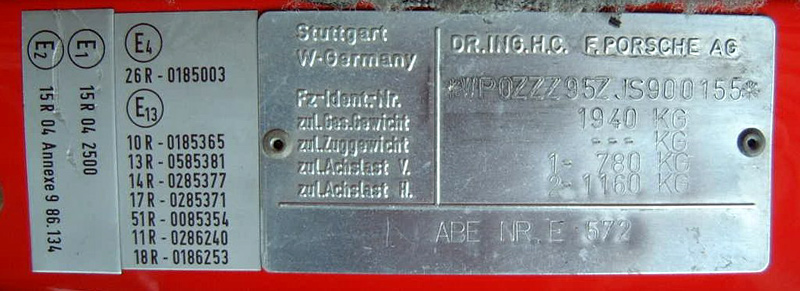 E2
15 R 04 Annexe 9 86.134
E1
15 R 04 2500
E4
26 R - 0185003
E13
10 R - 0185365
13 R - 0585381
14 R - 0285377
17 R - 0285371
51 R - 0085354
11 R - 0286240
18 R - 0186253
Stuttgart
W-Germany
DR.ING.H.C. F.PORSCHE AG
Fz-Ident-Nr. *WP0ZZZ95ZJS900155*
zul.Ges.Gewicht 1940 KG
zul.Zuggewicht --- KG
zul.Achslast V. 1- 780 KG
zul.Achslast H. 2- 1160 KG
ABE NR. E 572